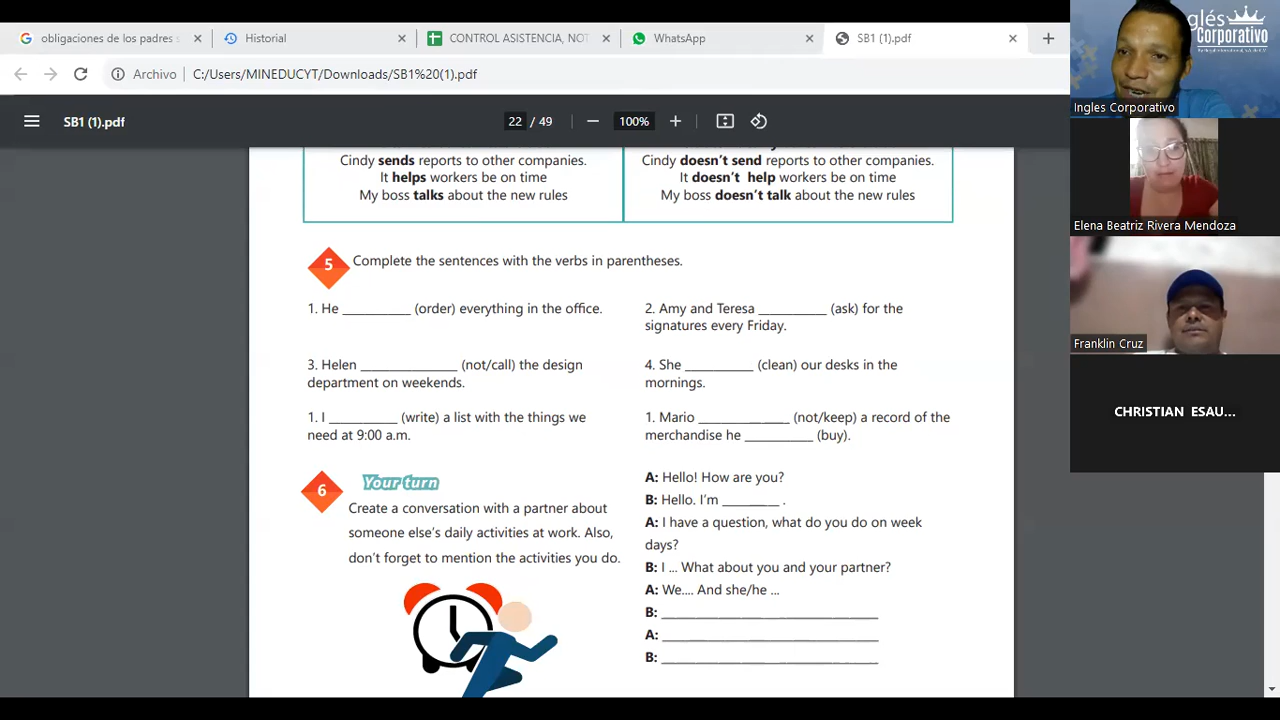 obligaciones de los padres s
Historial
CONTROL ASISTENCIA, NOT
WhatsApp
SB1 (1).pdf
Archivo
C:/Users/MINEDUCYT/Downloads/SB1%20(1).pdf
SB1 (1).pdf
22 / 49
100%
Cindy sends reports to other companies.
It helps workers be on time
My boss talks about the new rules
Cindy doesn't send reports to other companies.
It doesn't help workers be on time
My boss doesn't talk about the new rules
5 Complete the sentences with the verbs in parentheses.
1. He __________ (order) everything in the office.
2. Amy and Teresa __________ (ask) for the
signatures every Friday.
3. Helen ______________ (not/call) the design
department on weekends.
4. She __________ (clean) our desks in the
mornings.
1. I __________ (write) a list with the things we
need at 9:00 a.m.
1. Mario _____________ (not/keep) a record of the
merchandise he __________ (buy).
6 Your turn
Create a conversation with a partner about
someone else's daily activities at work. Also,
don't forget to mention the activities you do.
A: Hello! How are you?
B: Hello. I'm ________ .
A: I have a question, what do you do on week
days?
B: I ... What about you and your partner?
A: We.... And she/he ...
B: ________________________________
A: ________________________________
B: ________________________________
glés
Corporativo
Ingles Corporativo
Elena Beatriz Rivera Mendoza
Franklin Cruz
CHRISTIAN ESAU...